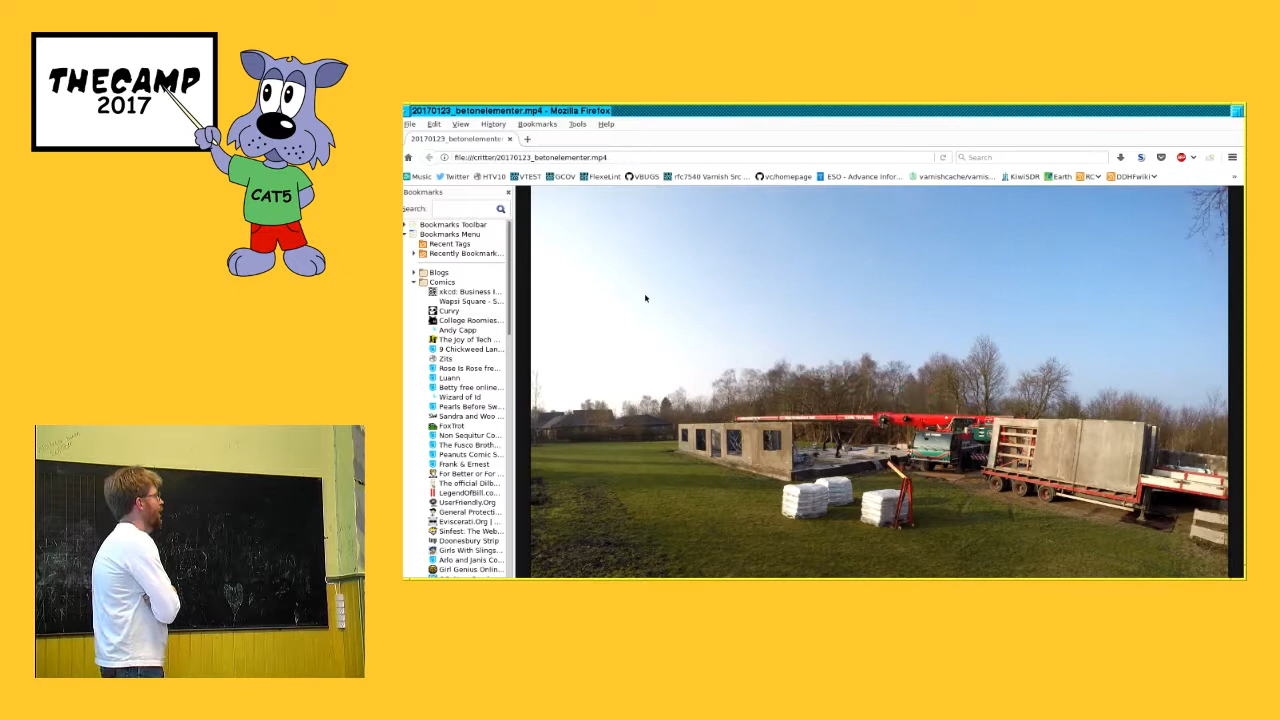 THECAMP
2017
CAT5
20170123_betonelementer.mp4 - Mozilla Firefox
File Edit View History Bookmarks Tools Help
20170123_betonelementer
file:///critter/20170123_betonelementer.mp4
Search
Music Twitter HTV10 VTEST GCOV FlexeLint VBUGS rfc7540 Varnish Src ... vc/homepage ESO - Advance Infor... varnishcache/varnis... KiwiSDR Earth RC DDHFwiki
Bookmarks
Search:
Bookmarks Toolbar
Bookmarks Menu
Recent Tags
Recently Bookmark...
Blogs
Comics
xkcd: Business I...
Wapsi Square - S...
Curvy
College Roomies...
Andy Capp
The Joy of Tech ...
9 Chickweed Lan...
Zits
Rose Is Rose fre...
Luann
Betty free online...
Wizard of Id
Pearls Before Sw...
Sandra and Woo ...
FoxTrot
Non Sequitur Co...
The Fusco Broth...
Peanuts Comic S...
Frank & Ernest
For Better or For ...
The official Dilb...
LegendOfBill.co...
UserFriendly.Org
General Protecti...
Eviscerati.Org | ...
Sinfest: The Web...
Doonesbury Strip
Girls With Slings...
Arlo and Janis Co...
Girl Genius Online...